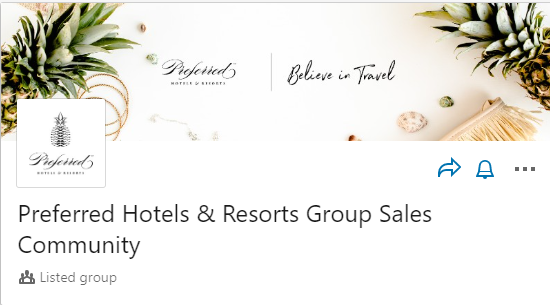 Preferred
HOTELS & RESORTS
Believe in Travel
Preferred
HOTELS & RESORTS
Preferred Hotels & Resorts Group Sales
Community
Listed group